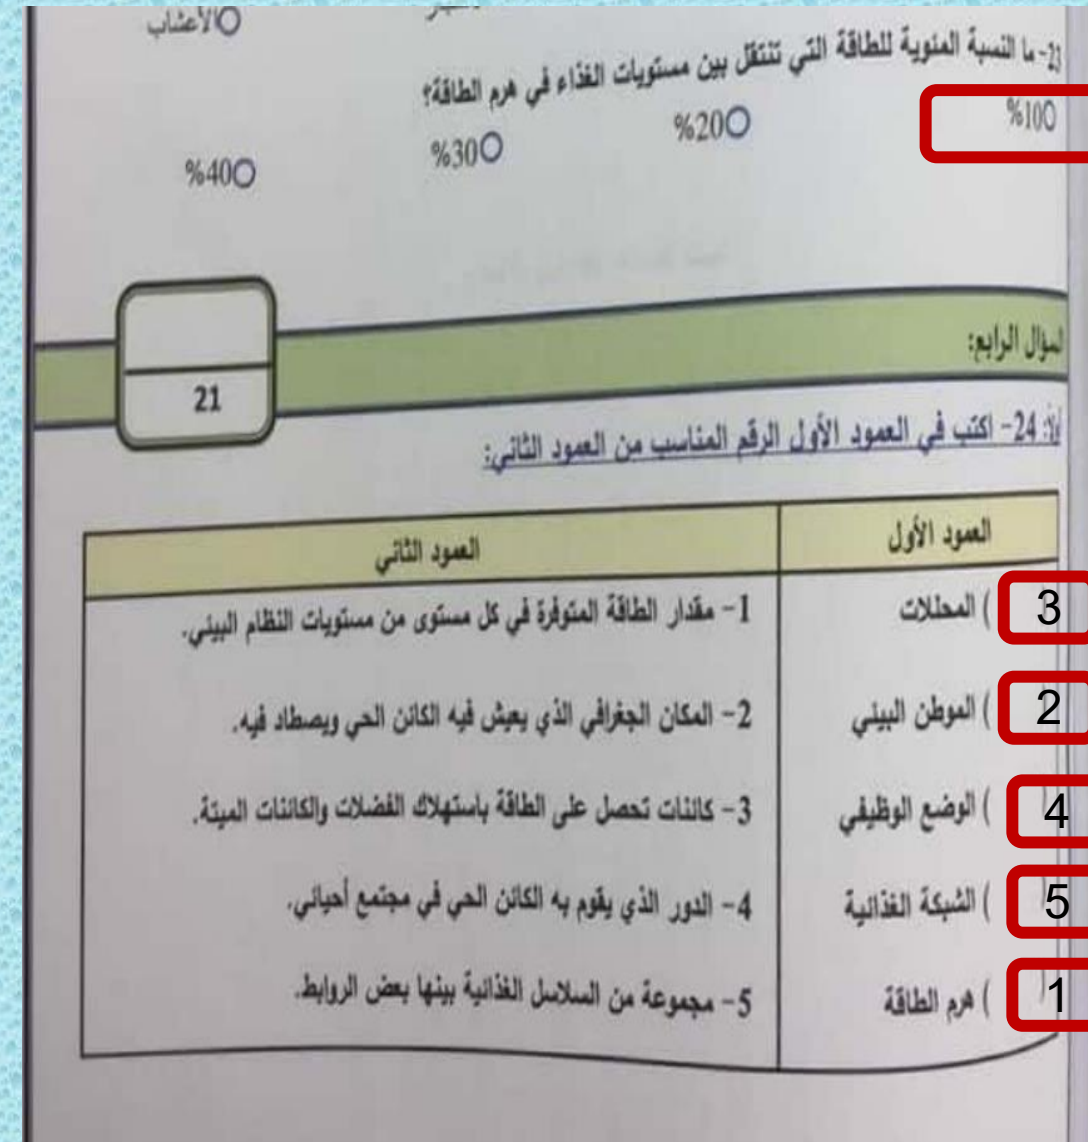 الأعشاب
23- ما النسبة المئوية للطاقة التي تنتقل بين مستويات الغذاء في هرم الطاقة؟
%10 %20 %30 %40
السؤال الرابع:
21
أولاً: 24- اكتب في العمود الأول الرقم المناسب من العمود الثاني:
العمود الأول العمود الثاني
3 ) المحللات 1- مقدار الطاقة المتوفرة في كل مستوى من مستويات النظام البيئي.
2 ) الموطن البيئي 2- المكان الجغرافي الذي يعيش فيه الكائن الحي ويصطاد فيه.
4 ) الوضع الوظيفي 3- كائنات تحصل على الطاقة باستهلاك الفضلات والكائنات الميتة.
5 ) الشبكة الغذائية 4- الدور الذي يقوم به الكائن الحي في مجتمع أحيائي.
1 ) هرم الطاقة 5- مجموعة من السلاسل الغذائية بينها بعض الروابط.